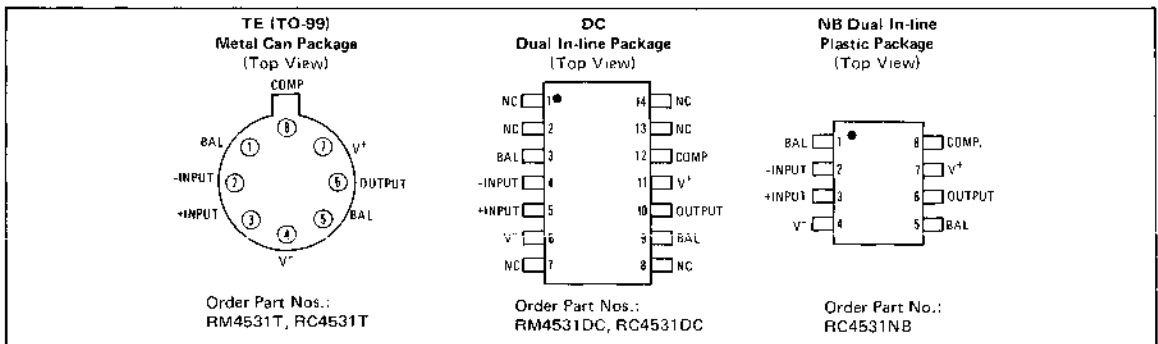 TE (TO-99)
Metal Can Package
(Top View)
COMP
8
BAL 1
7 V+
-INPUT 2
6 OUTPUT
+INPUT 3
5 BAL
4
V-
Order Part Nos.:
RM4531T, RC4531T
DC
Dual In-line Package
(Top View)
NC 1 14 NC
NC 2 13 NC
BAL 3 12 COMP
-INPUT 4 11 V+
+INPUT 5 10 OUTPUT
V- 6 9 BAL
NC 7 8 NC
Order Part Nos.:
RM4531DC, RC4531DC
NB Dual In-line
Plastic Package
(Top View)
BAL 1 8 COMP.
-INPUT 2 7 V+
+INPUT 3 6 OUTPUT
V- 4 5 BAL
Order Part No.:
RC4531NB